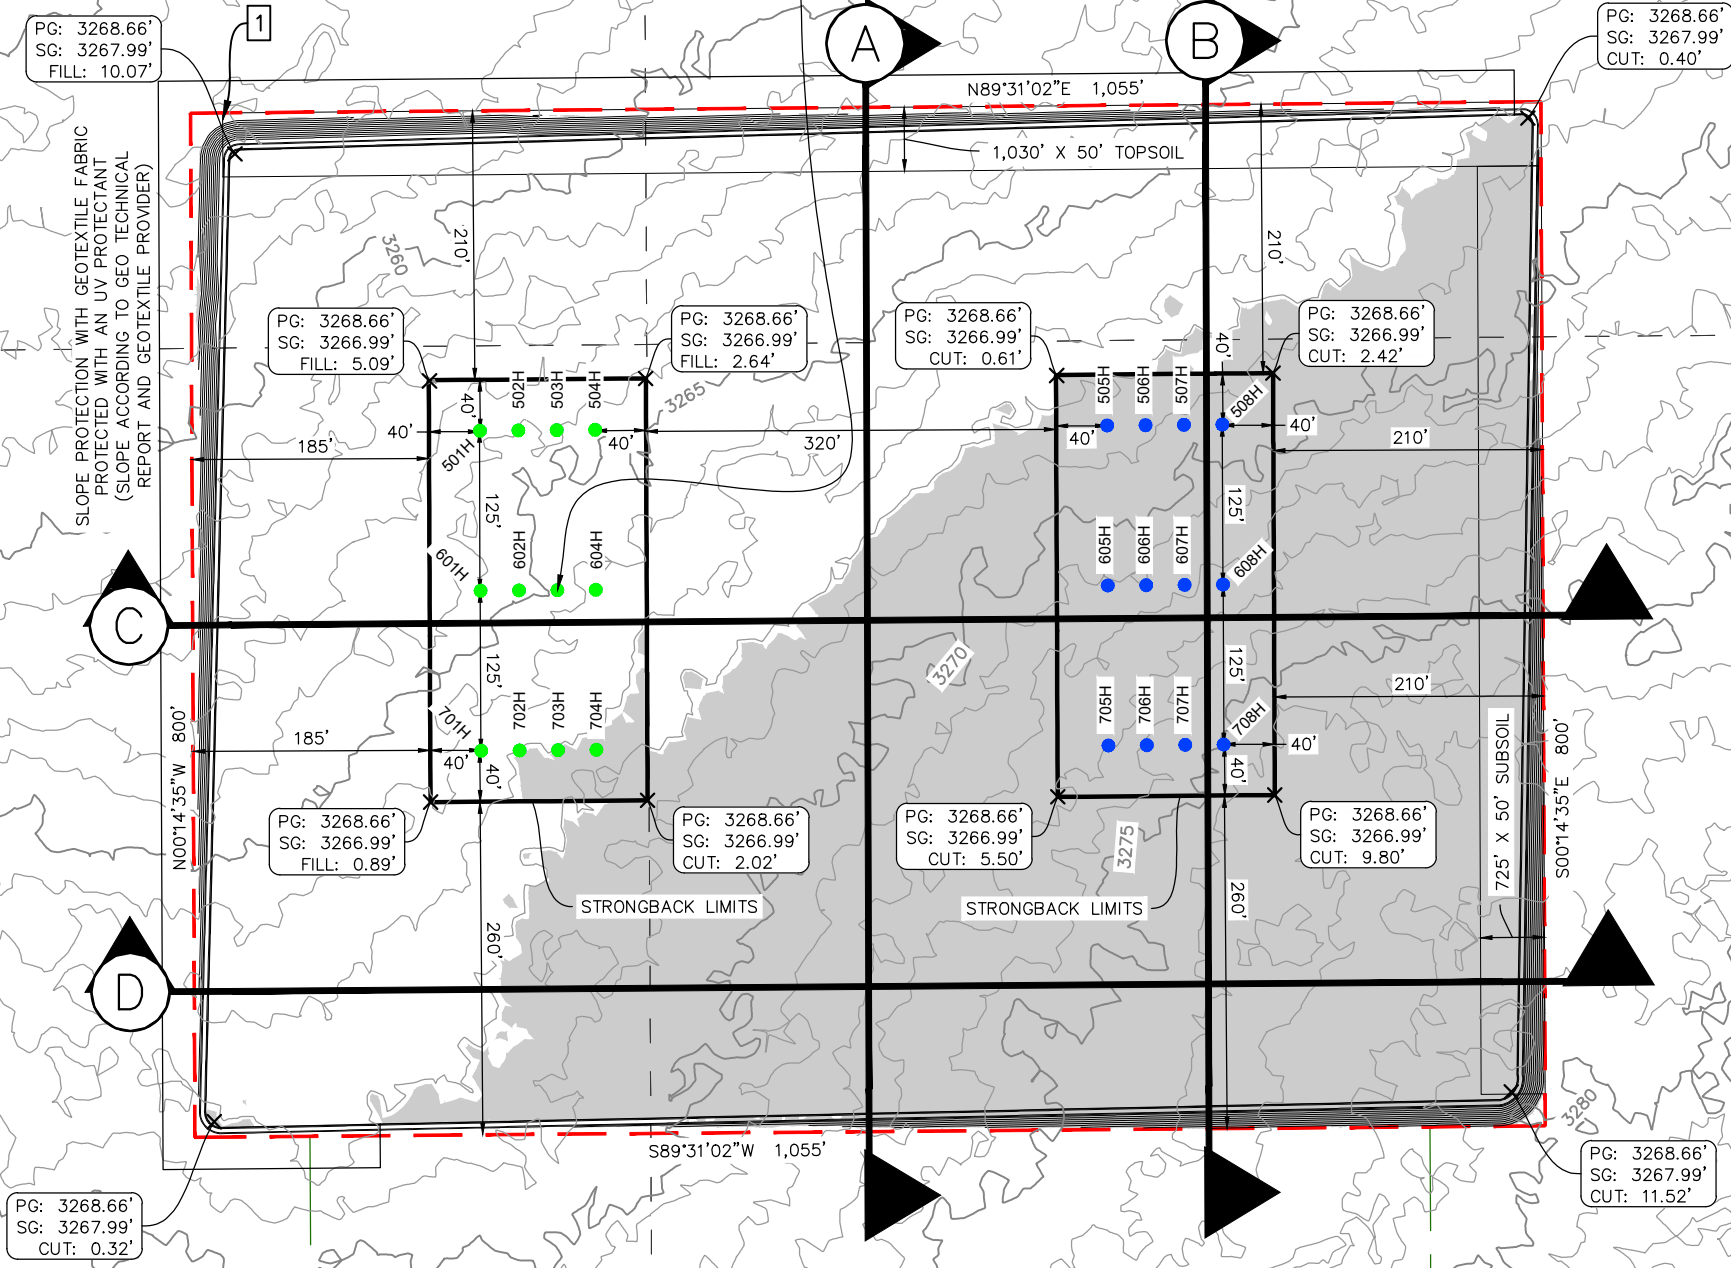 PG: 3268.66'
SG: 3267.99'
FILL: 10.07'
1
A
B
PG: 3268.66'
SG: 3267.99'
CUT: 0.40'
N89°31'02"E 1,055'
1,030' X 50' TOPSOIL
SLOPE PROTECTION WITH GEOTEXTILE FABRIC
PROTECTED WITH AN UV PROTECTANT
(SLOPE ACCORDING TO GEO TECHNICAL
REPORT AND GEOTEXTILE PROVIDER)
210'
3260
210'
PG: 3268.66'
SG: 3266.99'
FILL: 5.09'
PG: 3268.66'
SG: 3266.99'
FILL: 2.64'
PG: 3268.66'
SG: 3266.99'
CUT: 0.61'
PG: 3268.66'
SG: 3266.99'
CUT: 2.42'
40'
502H
503H
504H
3265
40'
505H
506H
507H
508H
40'
501H
40'
320'
40'
40'
185'
210'
125'
125'
601H
602H
604H
605H
606H
607H
608H
C
125'
3270
125'
210'
701H
702H
703H
704H
705H
706H
707H
708H
185'
40'
40'
40'
40'
N00°14'35"W 800'
725' X 50' SUBSOIL
S00°14'35"E 800'
PG: 3268.66'
SG: 3266.99'
FILL: 0.89'
PG: 3268.66'
SG: 3266.99'
CUT: 2.02'
PG: 3268.66'
SG: 3266.99'
CUT: 5.50'
3275
PG: 3268.66'
SG: 3266.99'
CUT: 9.80'
STRONGBACK LIMITS
STRONGBACK LIMITS
260'
260'
D
S89°31'02"W 1,055'
3280
PG: 3268.66'
SG: 3267.99'
CUT: 0.32'
PG: 3268.66'
SG: 3267.99'
CUT: 11.52'